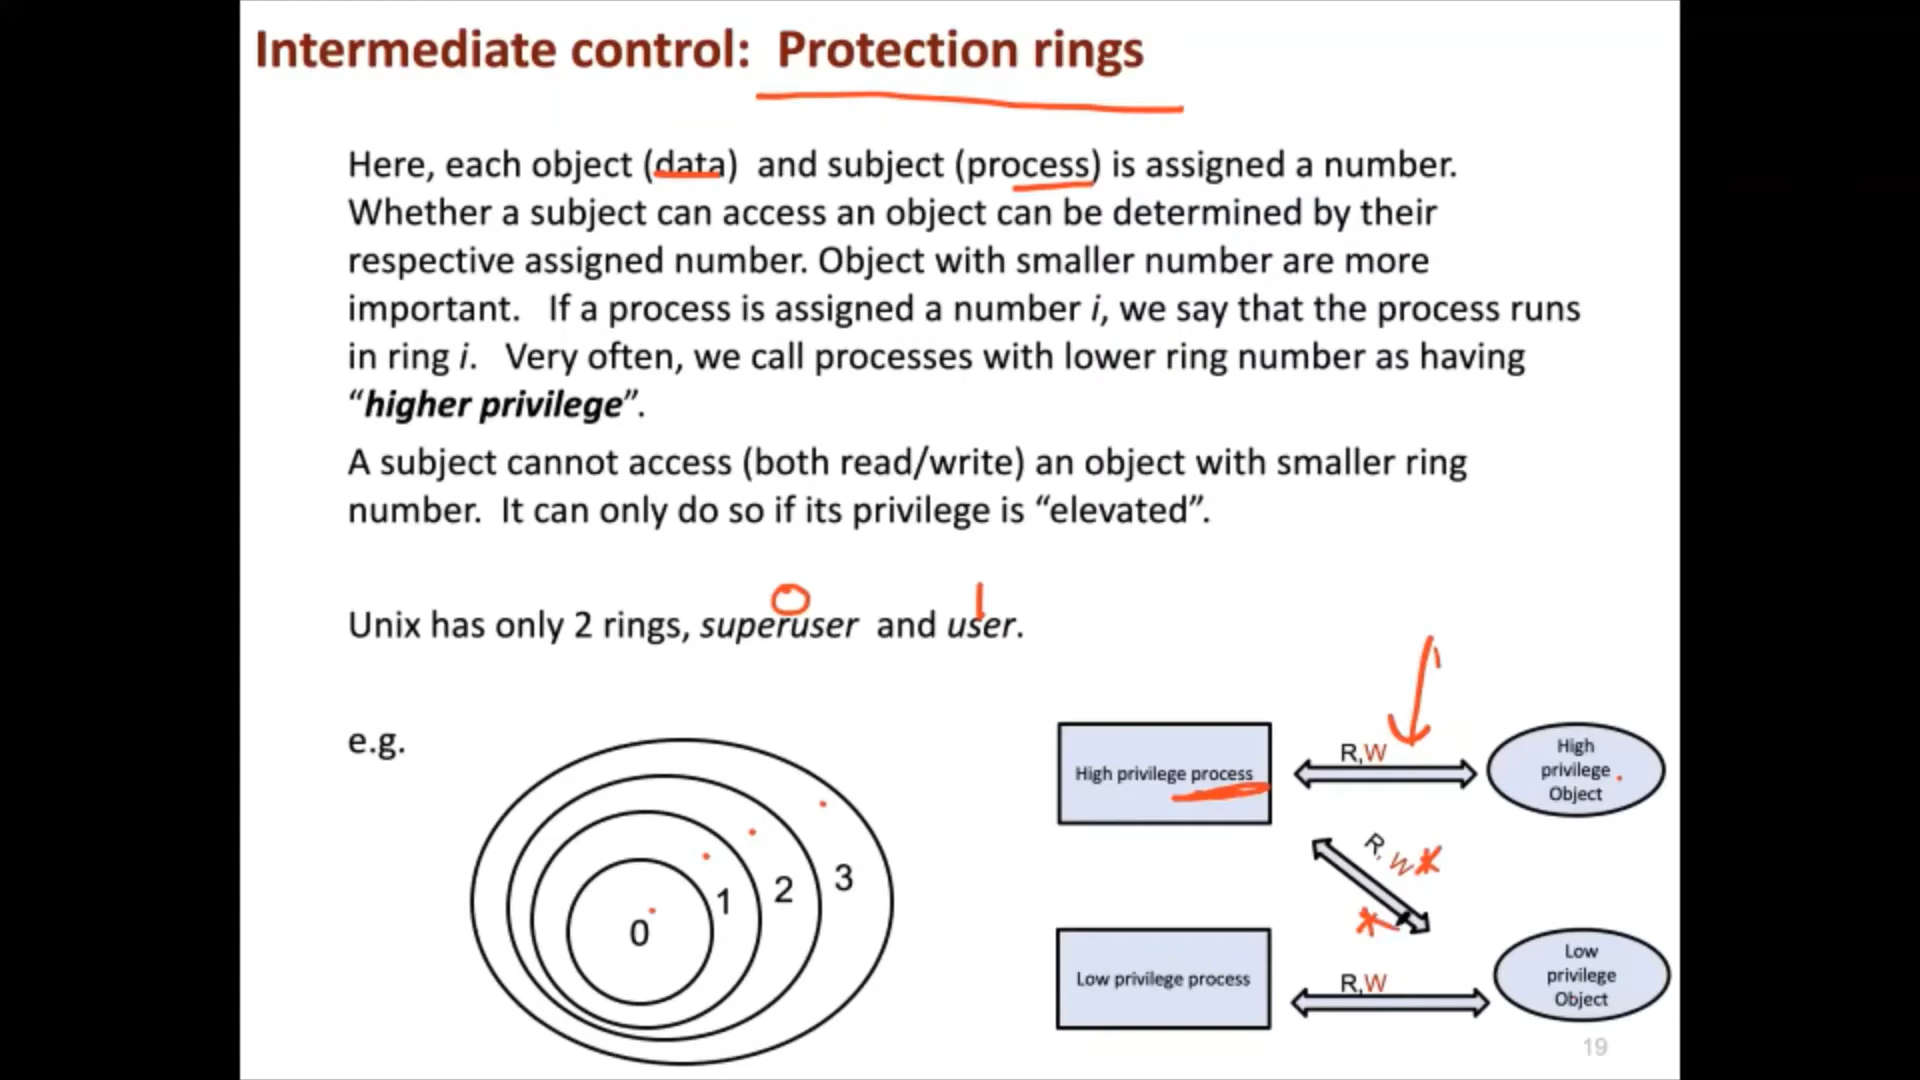 Intermediate control: Protection rings
Here, each object (data) and subject (process) is assigned a number.
Whether a subject can access an object can be determined by their
respective assigned number. Object with smaller number are more
important. If a process is assigned a number i, we say that the process runs
in ring i. Very often, we call processes with lower ring number as having
“higher privilege”.
A subject cannot access (both read/write) an object with smaller ring
number. It can only do so if its privilege is “elevated”.
0 1
Unix has only 2 rings, superuser and user.
e.g.
0
1
2
3
High privilege process
R,W
High
privilege
Object
R, W
Low privilege process
R,W
Low
privilege
Object
19